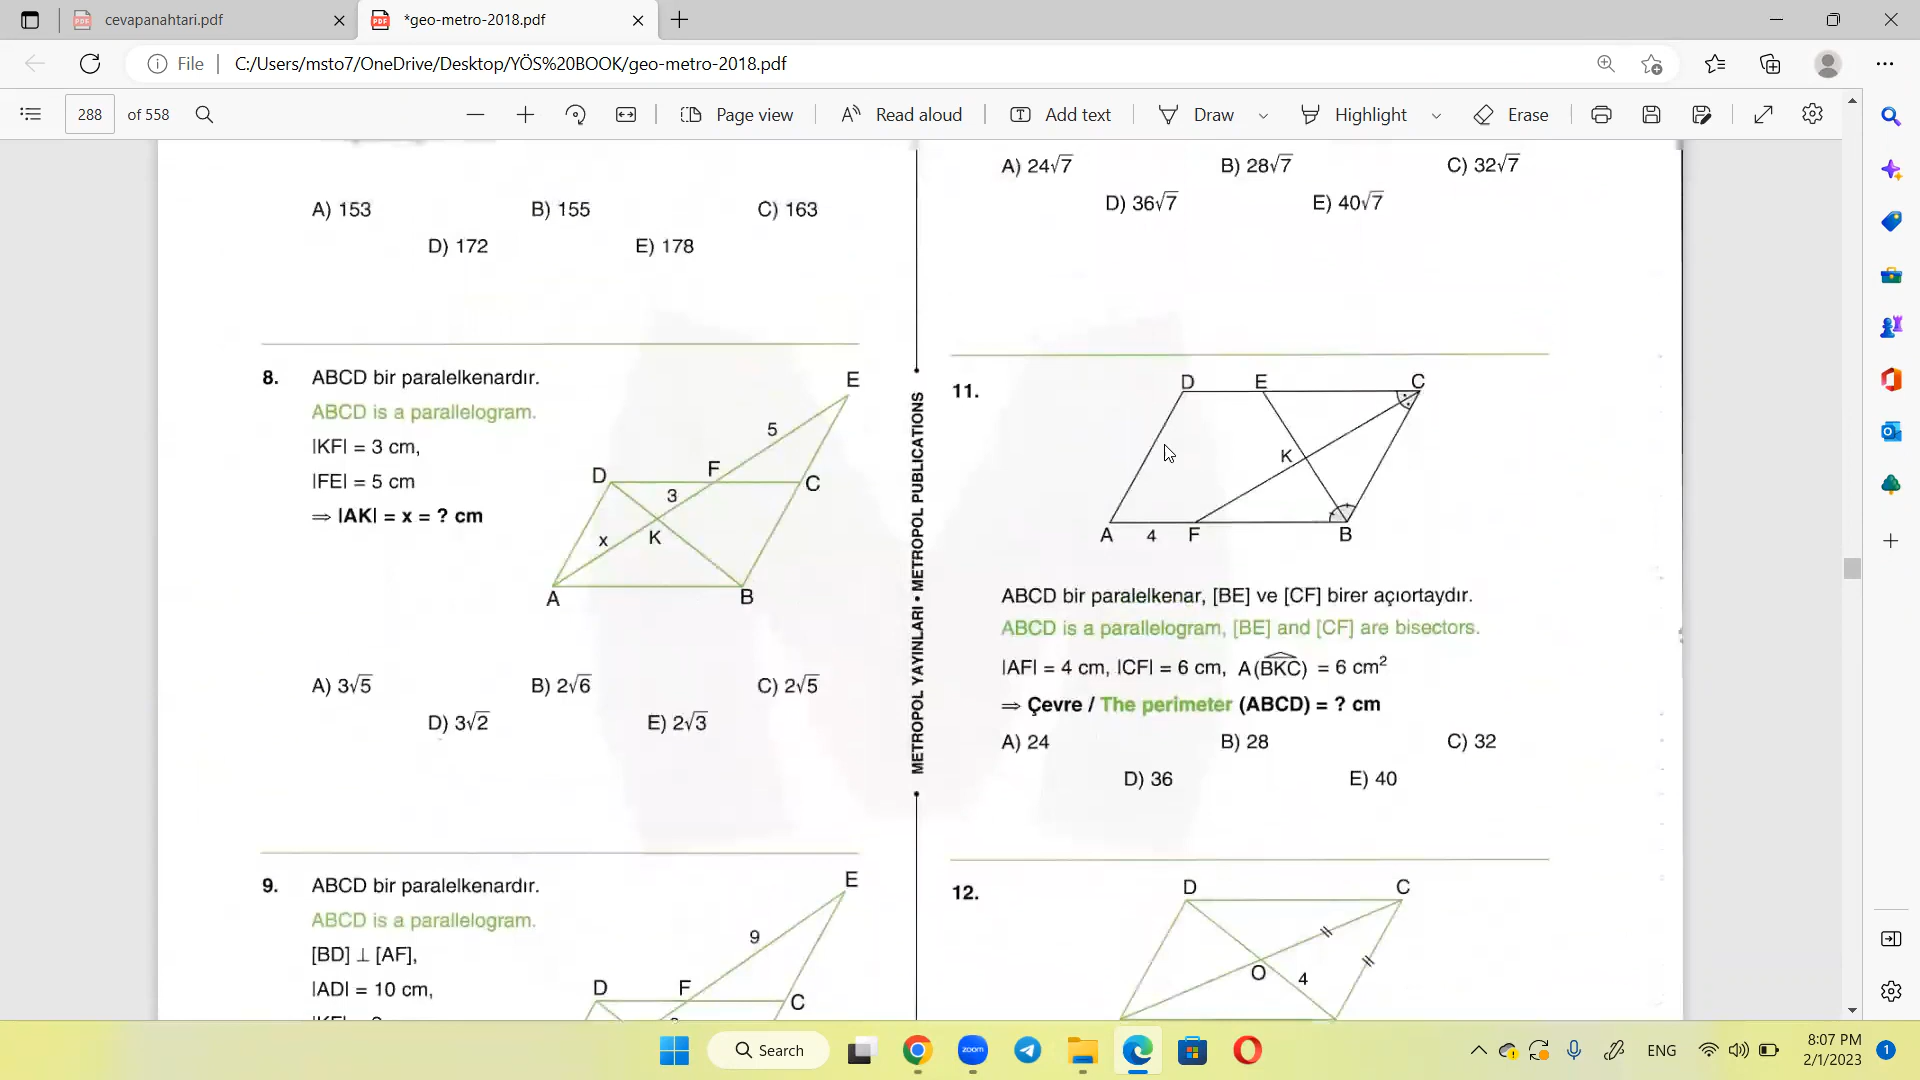 cevapanahtari.pdf
*geo-metro-2018.pdf
File
C:/Users/msto7/OneDrive/Desktop/YÖS%20BOOK/geo-metro-2018.pdf
288 of 558
Page view
Read aloud
Add text
Draw
Highlight
Erase
A) 153 B) 155 C) 163
D) 172 E) 178
8. ABCD bir paralelkenardır.
ABCD is a parallelogram.
|KF| = 3 cm,
|FE| = 5 cm
⇒ |AK| = x = ? cm
E
5
D F C
3
x K
A B
A) 3√5 B) 2√6 C) 2√5
D) 3√2 E) 2√3
9. ABCD bir paralelkenardır.
ABCD is a parallelogram.
[BD] ⊥ [AF],
|AD| = 10 cm,
E
9
D F C
METROPOL YAYINLARI • METROPOL PUBLICATIONS
A) 24√7 B) 28√7 C) 32√7
D) 36√7 E) 40√7
11.
D E C
K
A 4 F B
ABCD bir paralelkenar, [BE] ve [CF] birer açıortaydır.
ABCD is a parallelogram, [BE] and [CF] are bisectors.
|AF| = 4 cm, |CF| = 6 cm, A(BKC) = 6 cm²
⇒ Çevre / The perimeter (ABCD) = ? cm
A) 24 B) 28 C) 32
D) 36 E) 40
12.
D C
O 4
Search
zoom
ENG
8:07 PM
2/1/2023
1